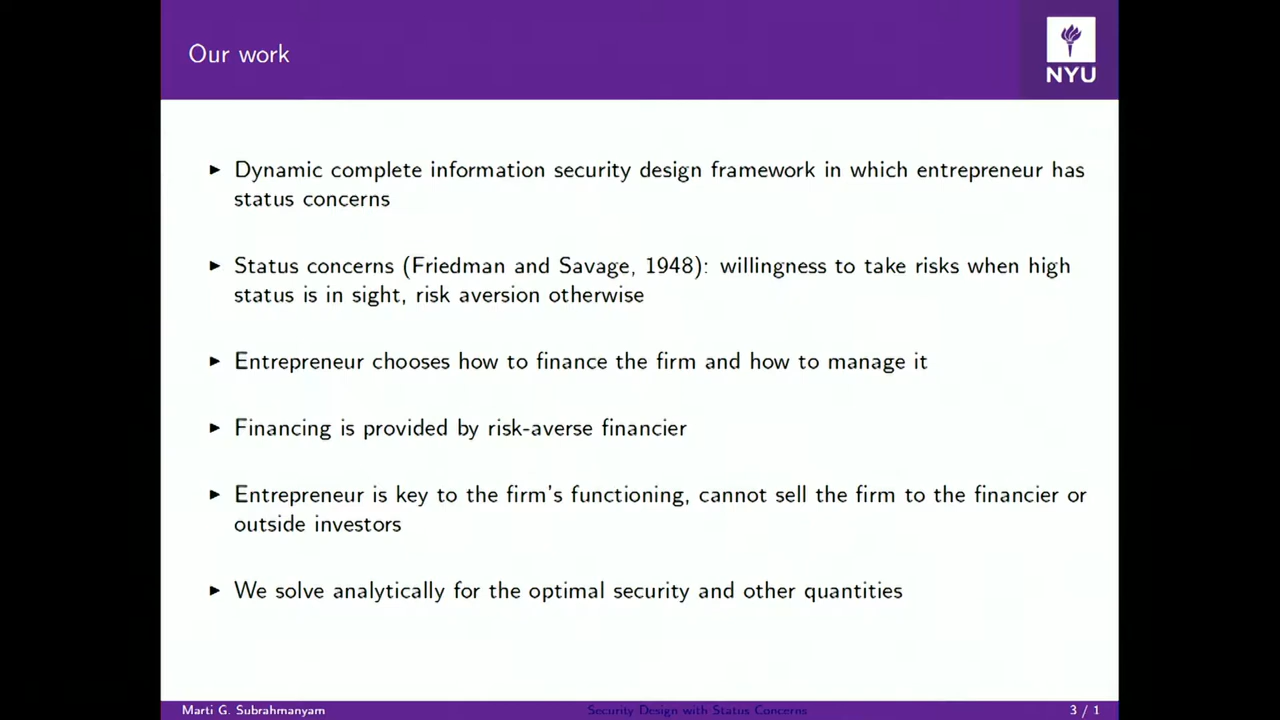 Our work
NYU
Dynamic complete information security design framework in which entrepreneur has
status concerns
Status concerns (Friedman and Savage, 1948): willingness to take risks when high
status is in sight, risk aversion otherwise
Entrepreneur chooses how to finance the firm and how to manage it
Financing is provided by risk-averse financier
Entrepreneur is key to the firm's functioning, cannot sell the firm to the financier or
outside investors
We solve analytically for the optimal security and other quantities
Marti G. Subrahmanyam
Security Design with Status Concerns
3 / 1